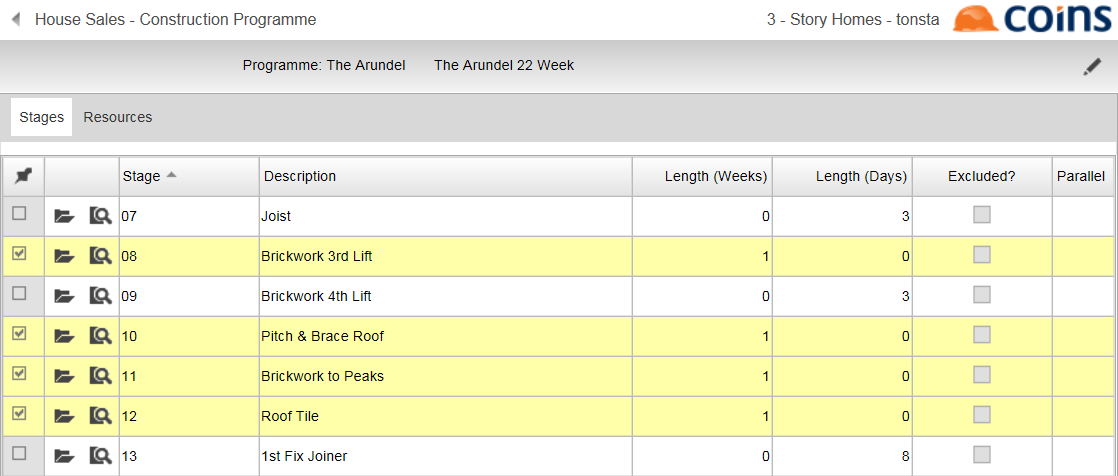 House Sales - Construction Programme 3 - Story Homes - tonsta coins
Programme: The Arundel The Arundel 22 Week
Stages Resources
Stage Description Length (Weeks) Length (Days) Excluded? Parallel
07 Joist 0 3
08 Brickwork 3rd Lift 1 0
09 Brickwork 4th Lift 0 3
10 Pitch & Brace Roof 1 0
11 Brickwork to Peaks 1 0
12 Roof Tile 1 0
13 1st Fix Joiner 0 8